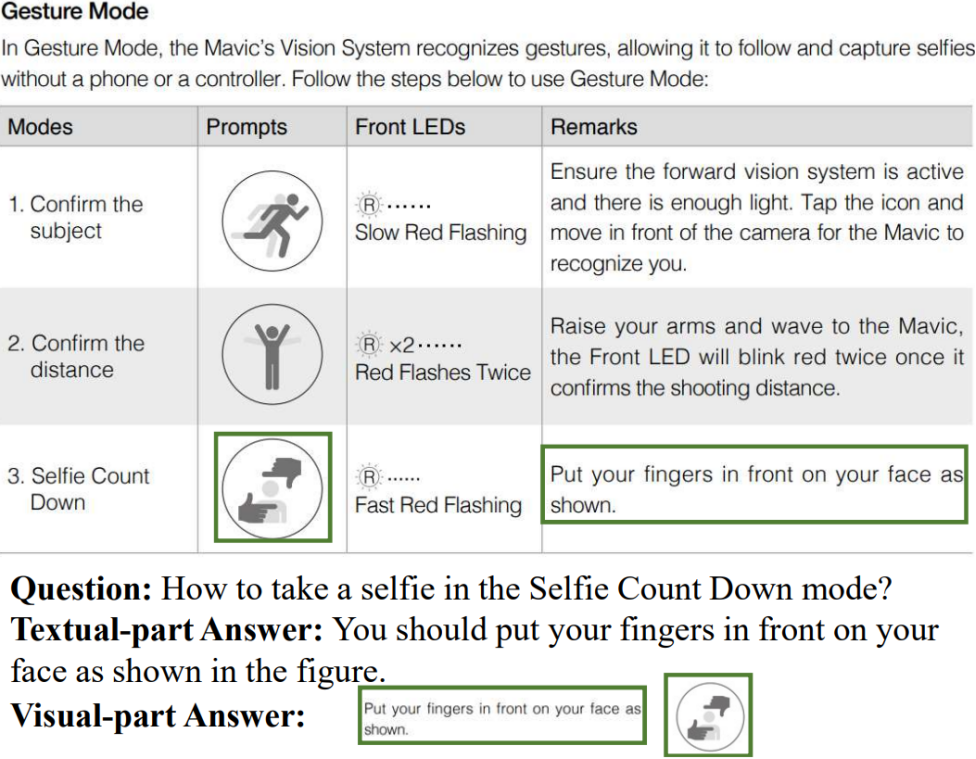 Gesture Mode
In Gesture Mode, the Mavic's Vision System recognizes gestures, allowing it to follow and capture selfies
without a phone or a controller. Follow the steps below to use Gesture Mode:
Modes Prompts Front LEDs Remarks
1. Confirm the
subject
R ......
Slow Red Flashing
Ensure the forward vision system is active
and there is enough light. Tap the icon and
move in front of the camera for the Mavic to
recognize you.
2. Confirm the
distance
R x2......
Red Flashes Twice
Raise your arms and wave to the Mavic,
the Front LED will blink red twice once it
confirms the shooting distance.
3. Selfie Count
Down
R ......
Fast Red Flashing
Put your fingers in front on your face as
shown.
Question: How to take a selfie in the Selfie Count Down mode?
Textual-part Answer: You should put your fingers in front on your
face as shown in the figure.
Visual-part Answer:
Put your fingers in front on your face as
shown.